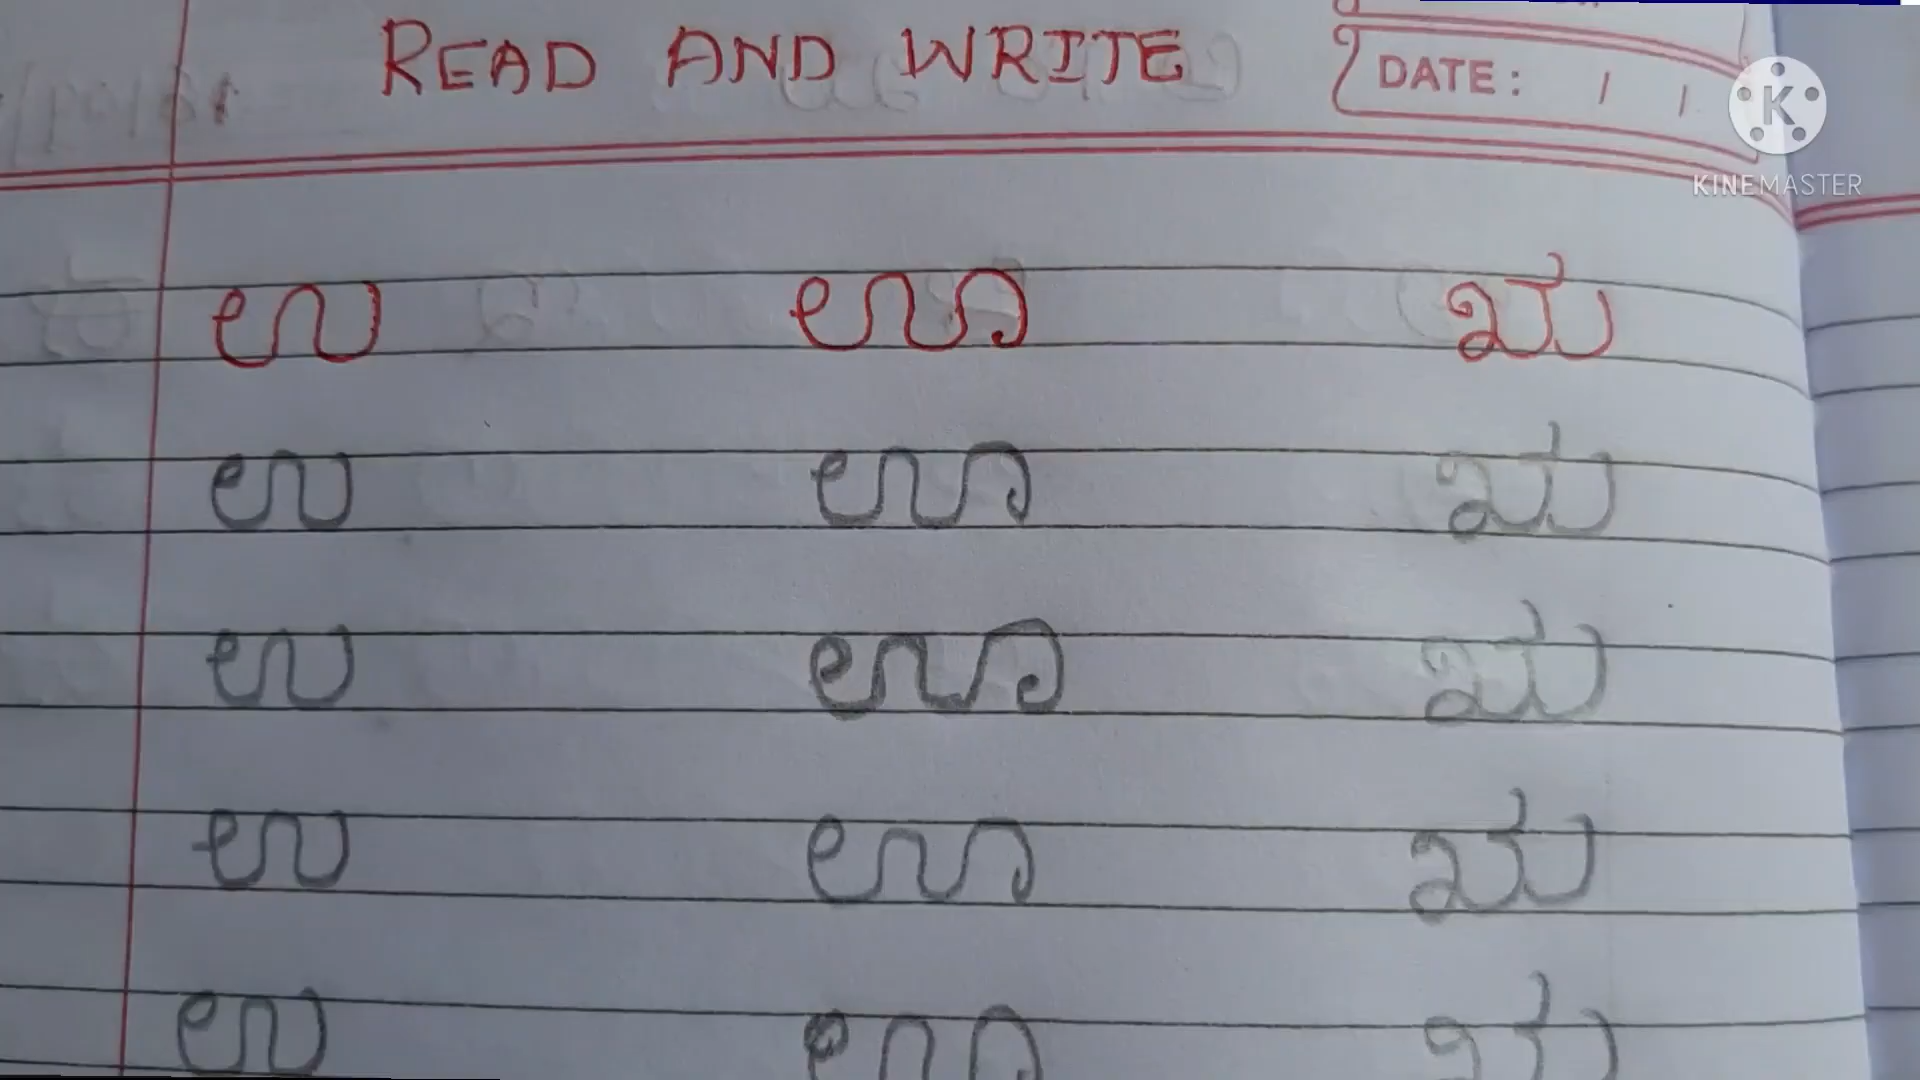 READ AND WRITE
DATE: / /
KINEMASTER
ಉ ಊ ಋ
ಉ ಊ ಋ
ಉ ಊ ಋ
ಉ ಊ ಋ
ಉ ಊ ಋ